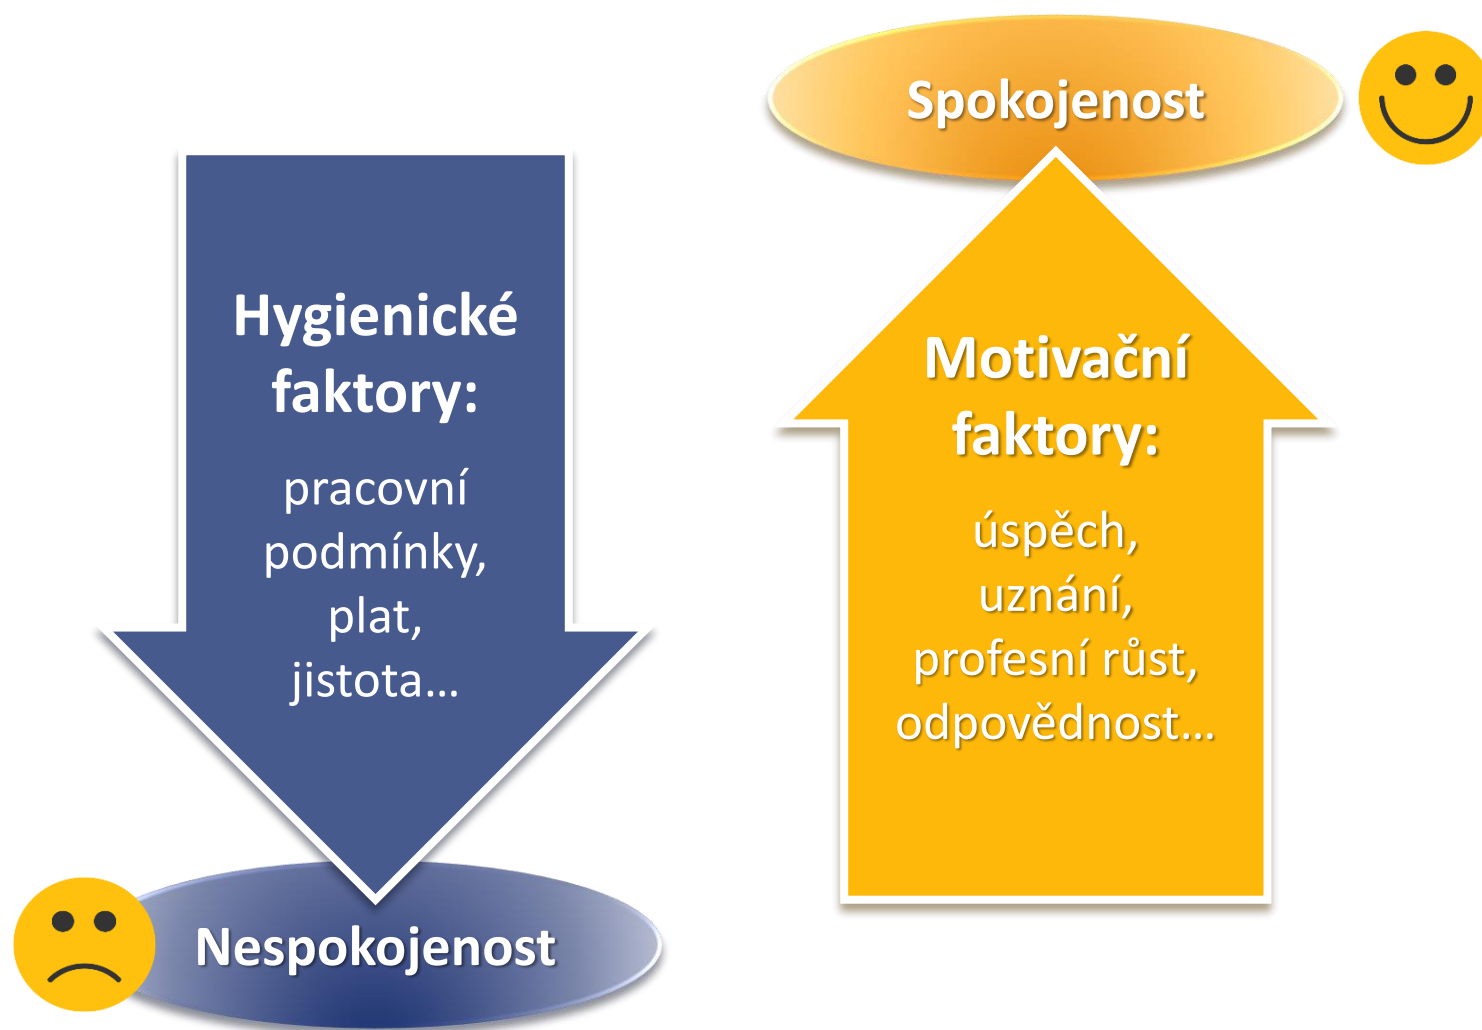 Spokojenost
Hygienické
faktory:
pracovní
podmínky,
plat,
jistota...
Motivační
faktory:
úspěch,
uznání,
profesní růst,
odpovědnost...
Nespokojenost